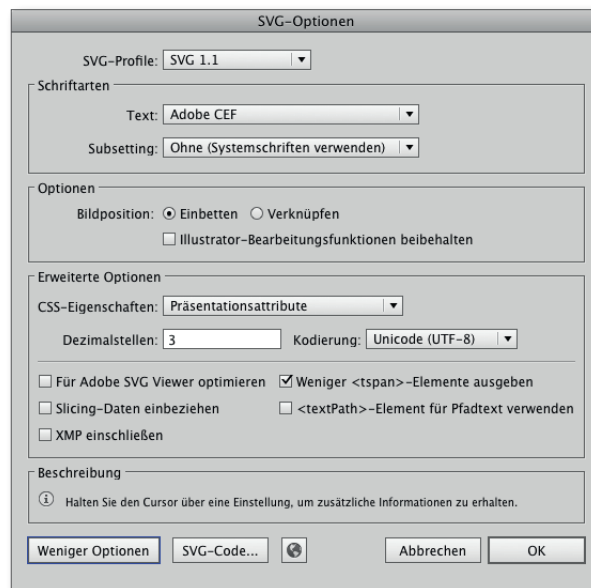 SVG-Optionen
SVG-Profile: SVG 1.1
Schriftarten
Text: Adobe CEF
Subsetting: Ohne (Systemschriften verwenden)
Optionen
Bildposition: Einbetten Verknüpfen
Illustrator-Bearbeitungsfunktionen beibehalten
Erweiterte Optionen
CSS-Eigenschaften: Präsentationsattribute
Dezimalstellen: 3 Kodierung: Unicode (UTF-8)
Für Adobe SVG Viewer optimieren Weniger <tspan>-Elemente ausgeben
Slicing-Daten einbeziehen <textPath>-Element für Pfadtext verwenden
XMP einschließen
Beschreibung
Halten Sie den Cursor über eine Einstellung, um zusätzliche Informationen zu erhalten.
Weniger Optionen SVG-Code... Abbrechen OK